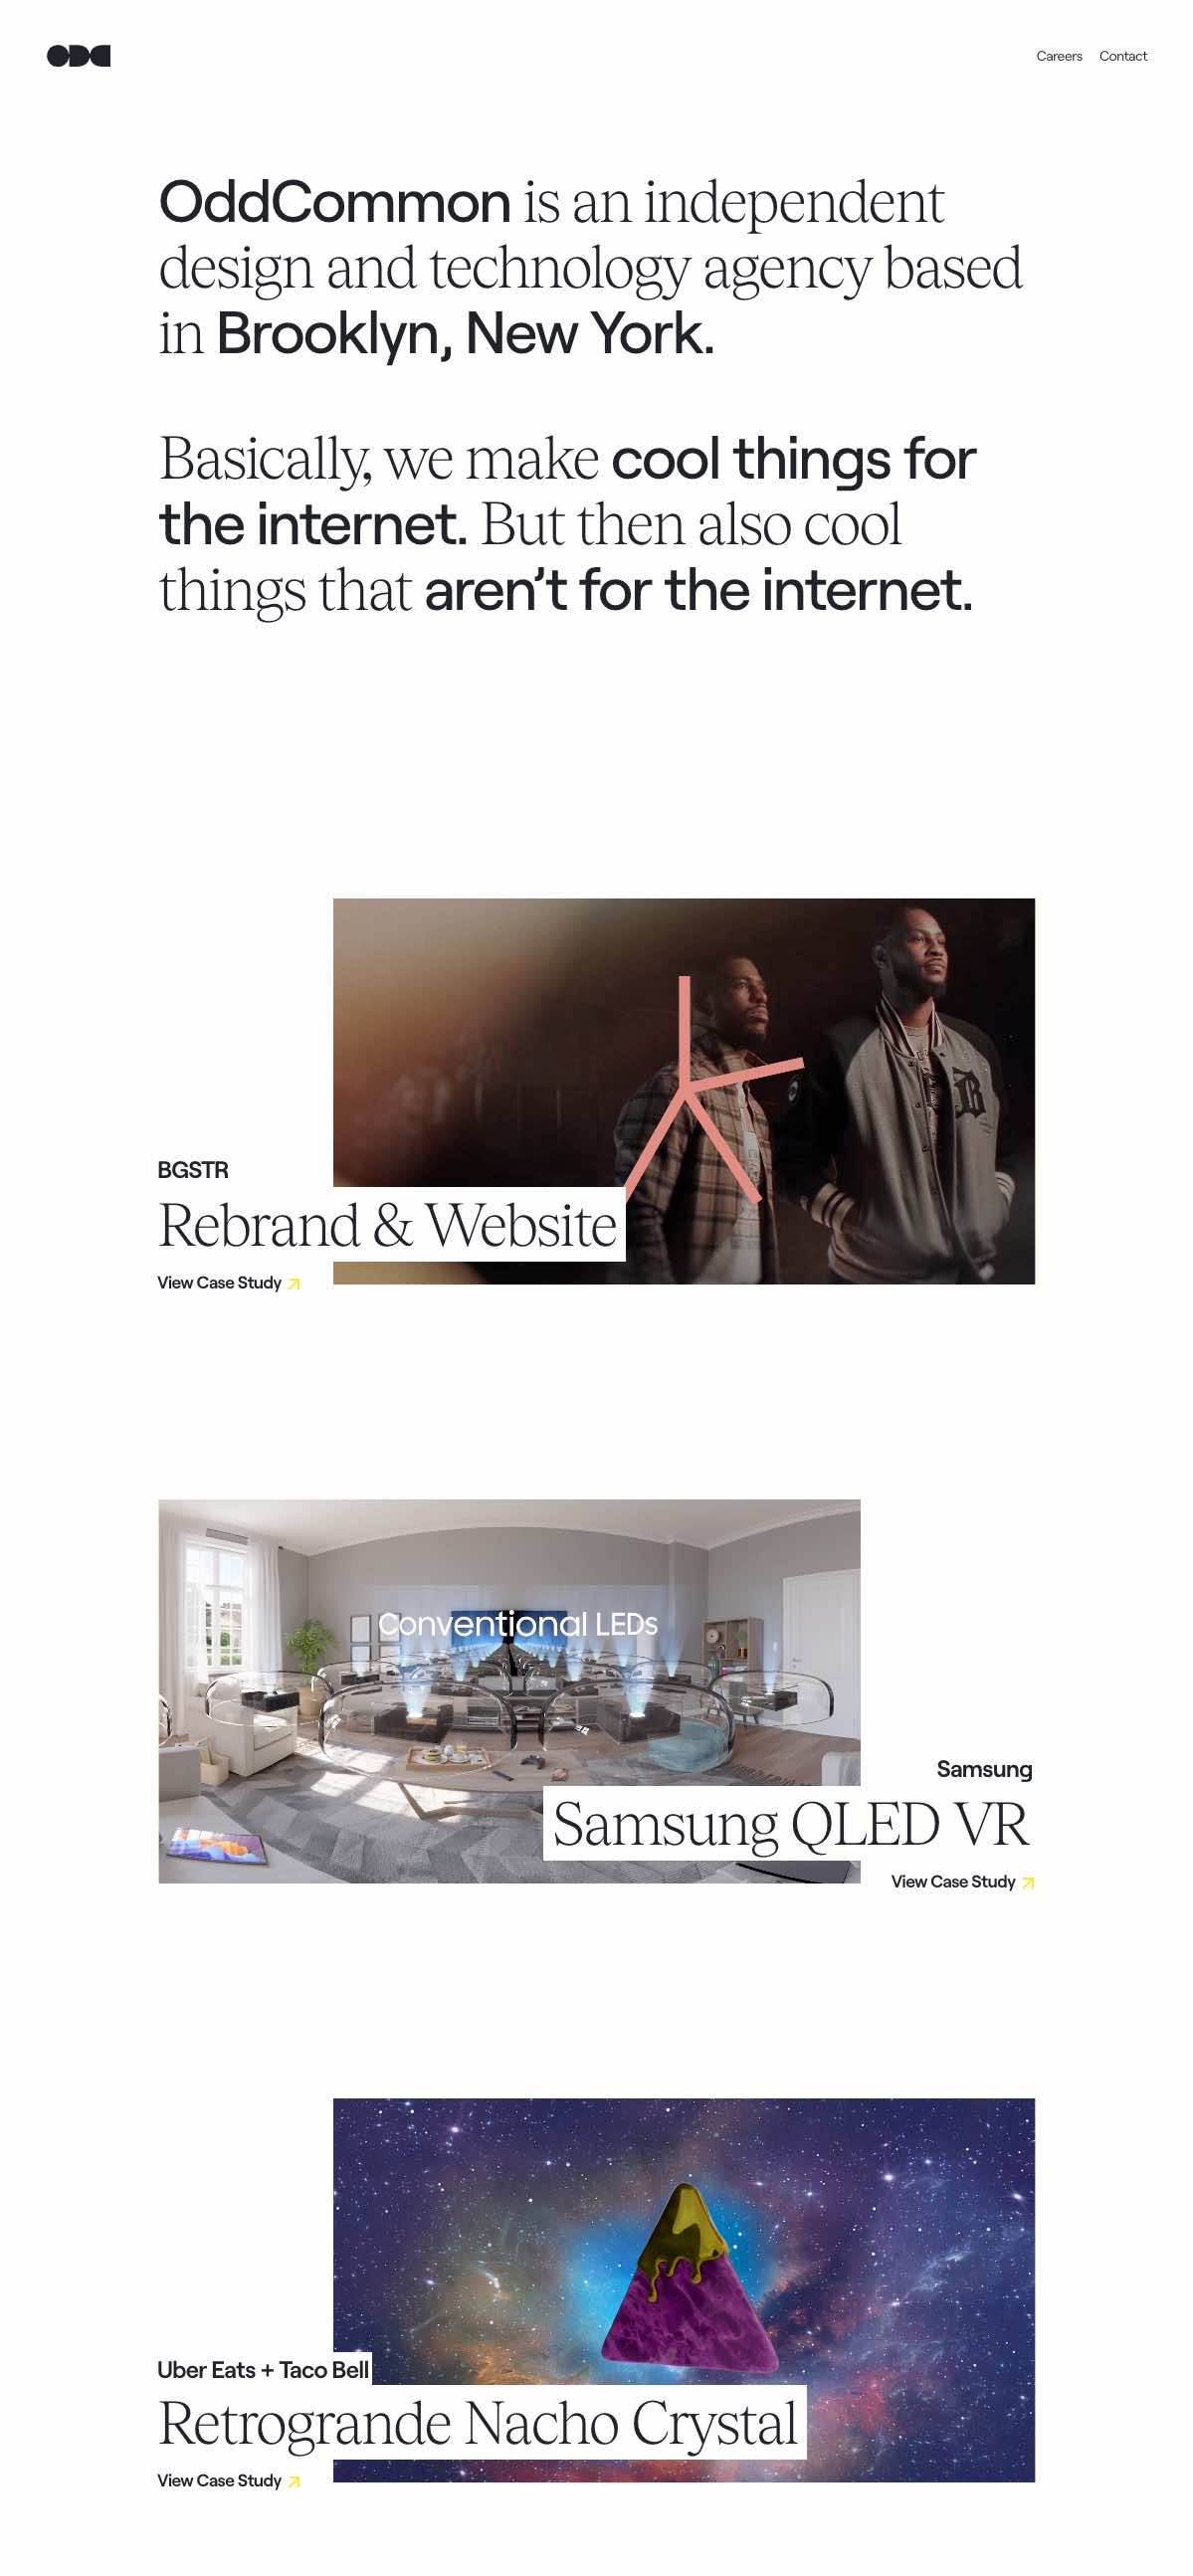 Careers Contact
OddCommon is an independent
design and technology agency based
in Brooklyn, New York.
Basically, we make cool things for
the internet. But then also cool
things that aren’t for the internet.
BGSTR
Rebrand & Website
View Case Study
Conventional LEDs
Samsung
Samsung QLED VR
View Case Study
Uber Eats + Taco Bell
Retrogrande Nacho Crystal
View Case Study